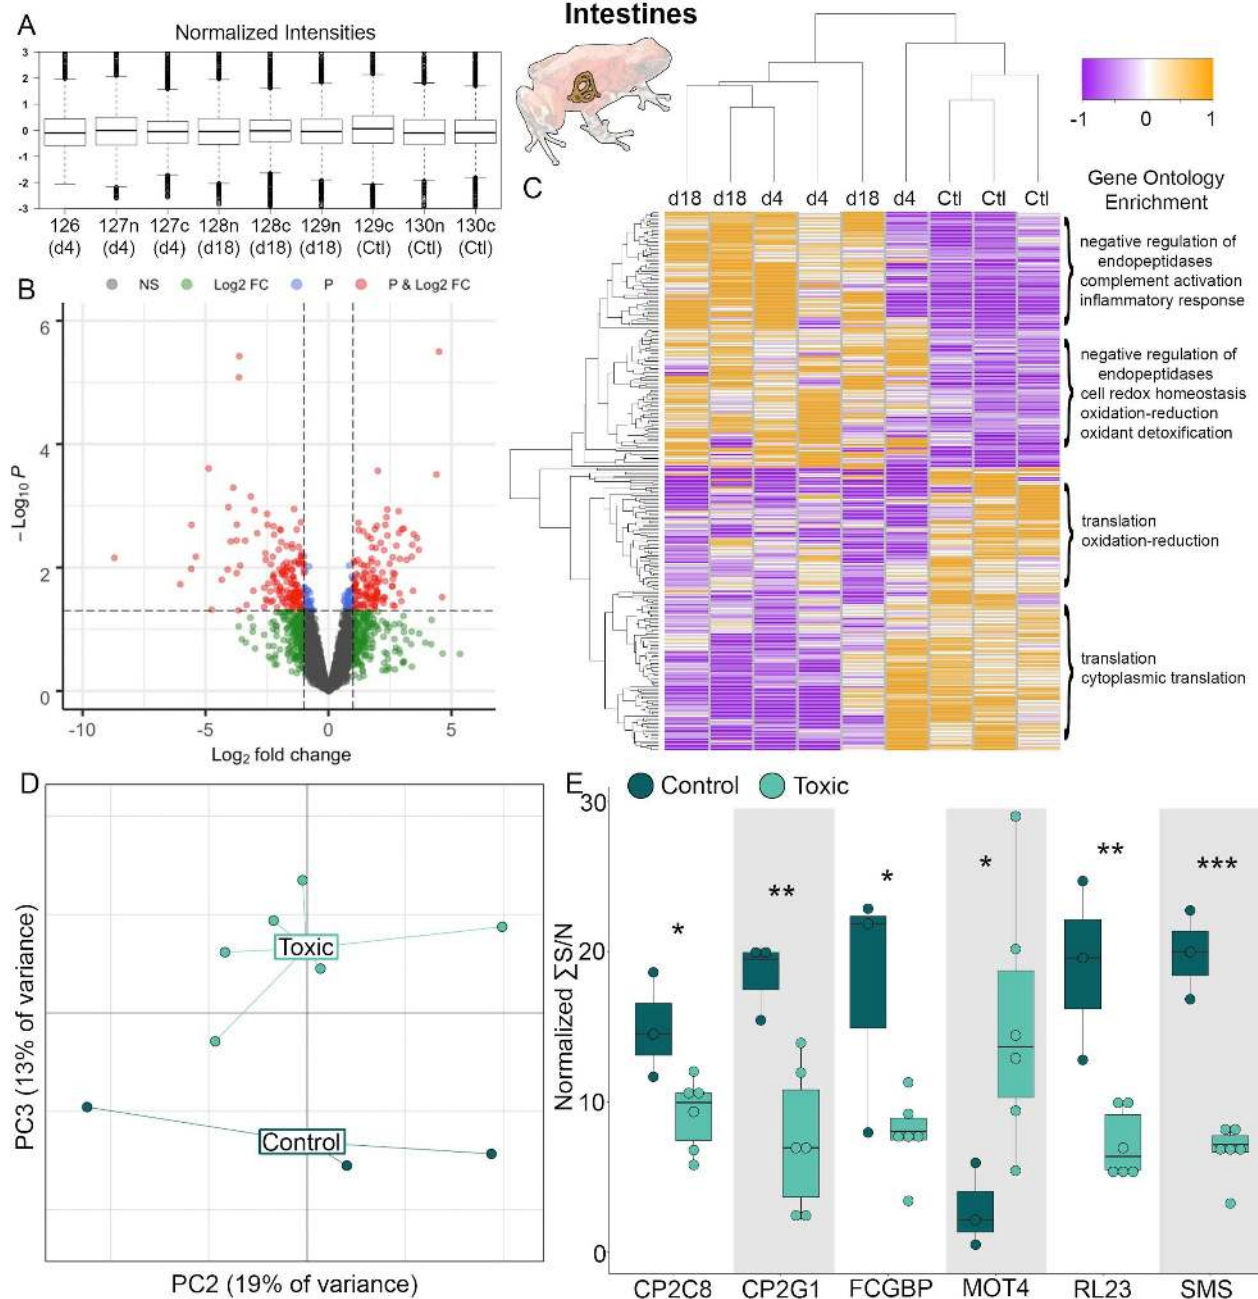 Intestines
A
Normalized Intensities
3
2
1
0
-1
-2
-3
126 127n 127c 128n 128c 129n 129c 130n 130c
(d4) (d4) (d4) (d18) (d18) (d18) (Ctl) (Ctl) (Ctl)
B
NS Log2 FC P P & Log2 FC
6
4
2
0
− Log10 P
-10 -5 0 5
Log2 fold change
-1 0 1
C
d18 d18 d4 d4 d18 d4 Ctl Ctl Ctl
Gene Ontology
Enrichment
negative regulation of
endopeptidases
complement activation
inflammatory response
negative regulation of
endopeptidases
cell redox homeostasis
oxidation-reduction
oxidant detoxification
translation
oxidation-reduction
translation
cytoplasmic translation
D
Toxic
Control
PC3 (13% of variance)
PC2 (19% of variance)
E
Control Toxic
30
20
10
0
Normalized ∑S/N
* ** * * ** ***
CP2C8 CP2G1 FCGBP MOT4 RL23 SMS